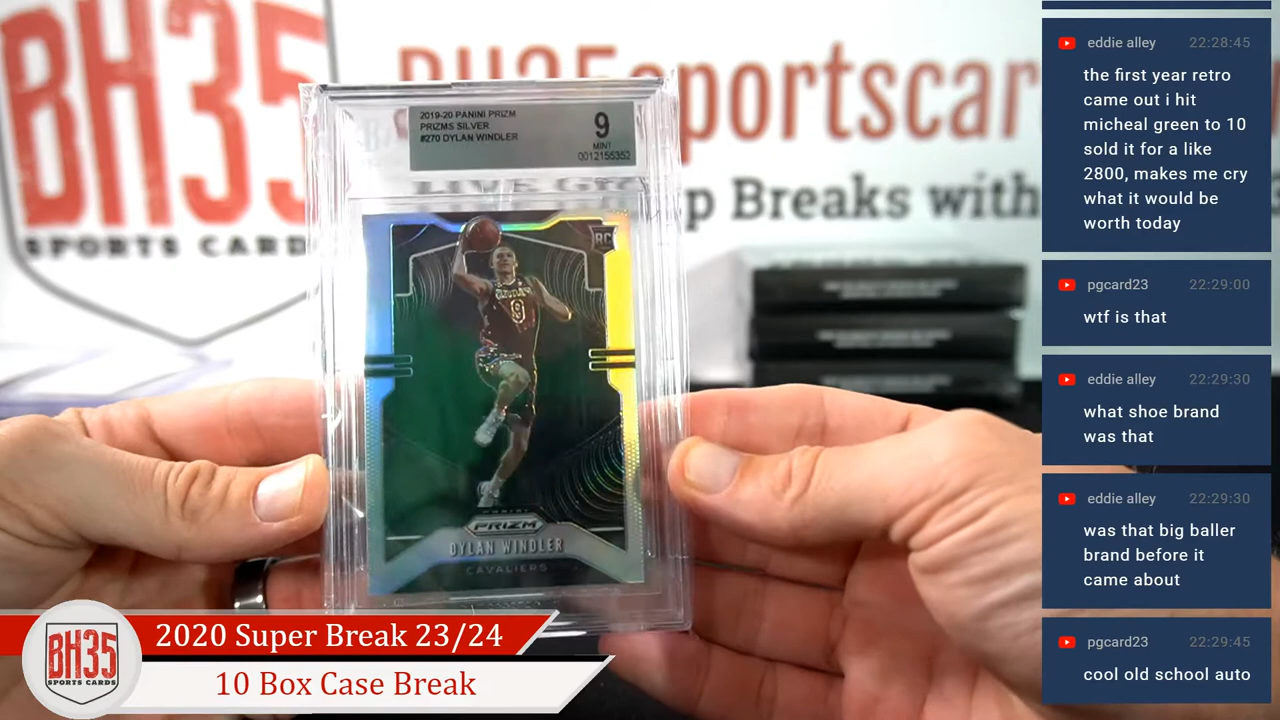 BH35
SPORTS CARD
BH35sportscar
LIVE GR
p Breaks with
2019-20 PANINI PRIZM
PRIZMS SILVER
#270 DYLAN WINDLER
9
MINT
0012155352
RC
9
PANINI
PRIZM
DYLAN WINDLER
CAVALIERS
BH35
SPORTS CARDS
2020 Super Break 23/24
10 Box Case Break
eddie alley 22:28:45
the first year retro
came out i hit
micheal green to 10
sold it for a like
2800, makes me cry
what it would be
worth today
pgcard23 22:29:00
wtf is that
eddie alley 22:29:30
what shoe brand
was that
eddie alley 22:29:30
was that big baller
brand before it
came about
pgcard23 22:29:45
cool old school auto